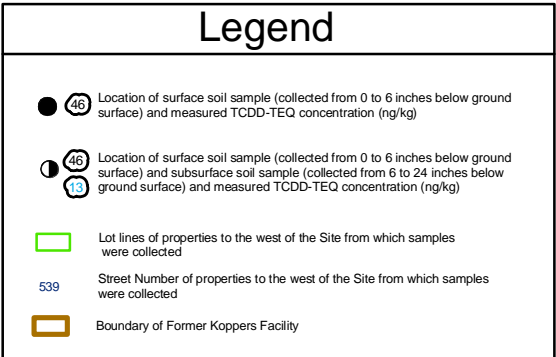 Legend
46 Location of surface soil sample (collected from 0 to 6 inches below ground
surface) and measured TCDD-TEQ concentration (ng/kg)
46 Location of surface soil sample (collected from 0 to 6 inches below ground
surface) and subsurface soil sample (collected from 6 to 24 inches below
13 ground surface) and measured TCDD-TEQ concentration (ng/kg)
Lot lines of properties to the west of the Site from which samples
were collected
539 Street Number of properties to the west of the Site from which samples
were collected
Boundary of Former Koppers Facility